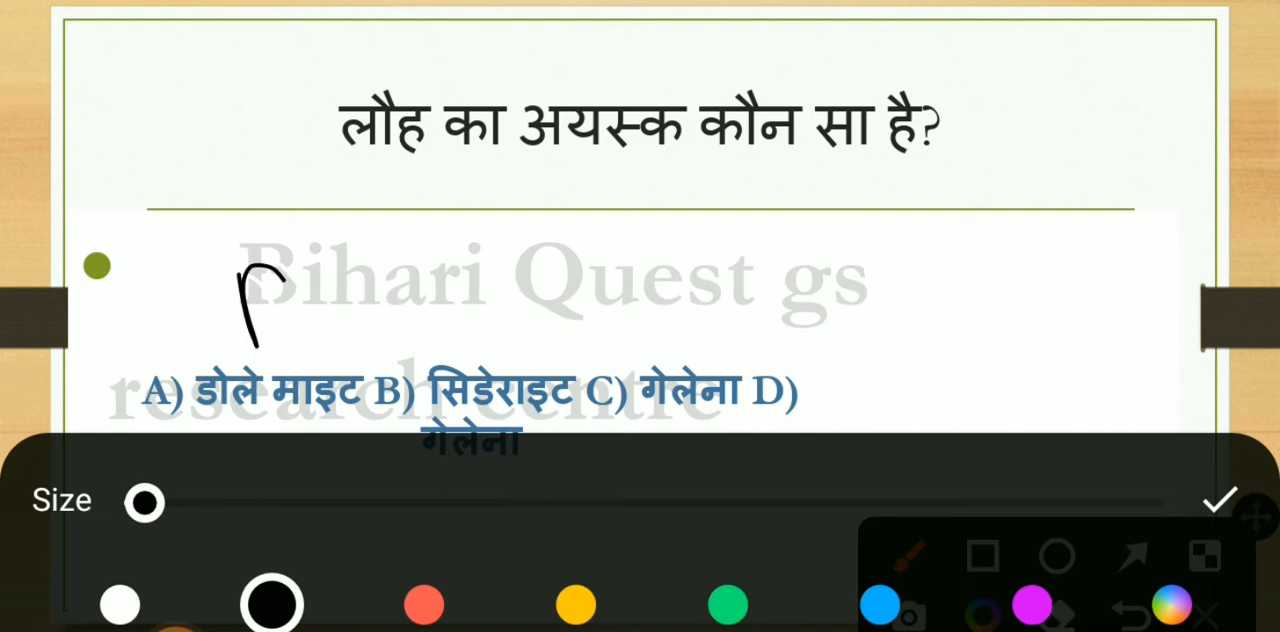 लौह का अयस्क कौन सा है?
Bihari Quest gs
research centre
A) डोले माइट B) सिडेराइट C) गेलेना D)
गेलेना
Size